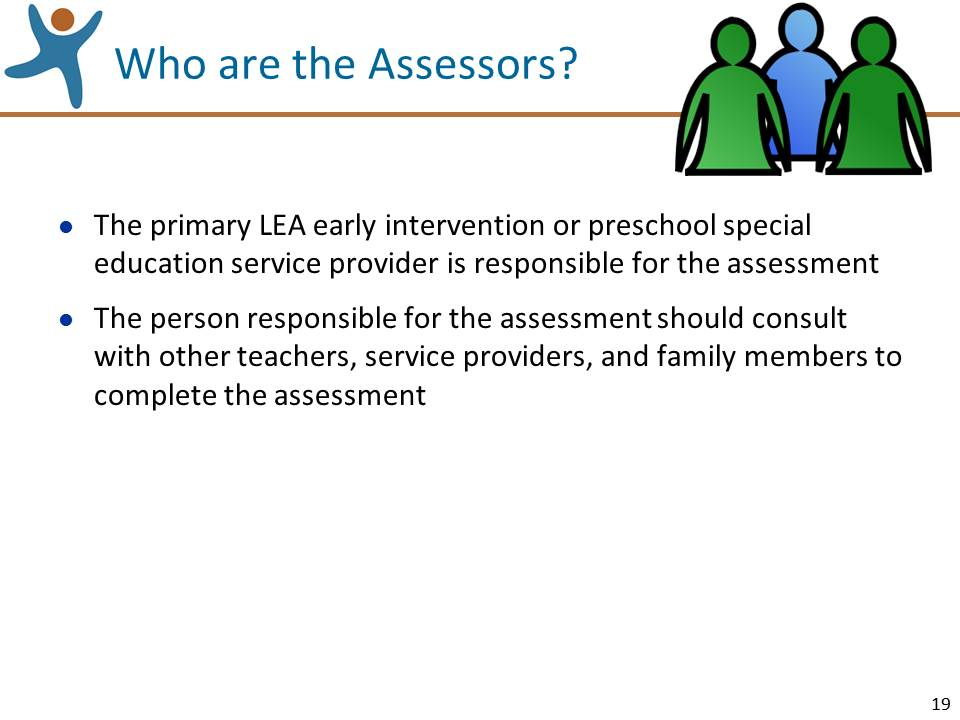 Who are the Assessors?
● The primary LEA early intervention or preschool special
education service provider is responsible for the assessment
● The person responsible for the assessment should consult
with other teachers, service providers, and family members to
complete the assessment
19